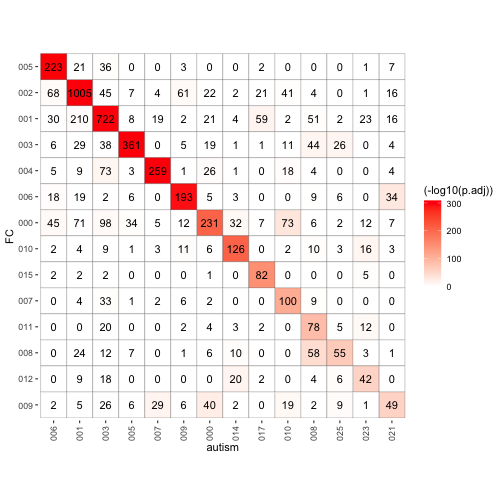 005 223 21 36 0 0 3 0 0 2 0 0 0 1 7
002 68 1005 45 7 4 61 22 2 21 41 4 0 1 16
001 30 210 722 8 19 2 21 4 59 2 51 2 23 16
003 6 29 38 361 0 5 19 1 1 11 44 26 0 4
004 5 9 73 3 259 1 26 1 0 18 4 0 0 4
006 18 19 2 6 0 193 5 3 0 0 9 6 0 34
000 45 71 98 34 5 12 231 32 7 73 6 2 12 7
010 2 4 9 1 3 11 6 126 0 2 10 3 16 3
015 2 2 2 0 0 0 1 0 82 0 0 0 5 0
007 0 4 33 1 2 6 2 0 0 100 9 0 0 0
011 0 0 20 0 0 2 4 3 2 0 78 5 12 0
008 0 24 12 7 0 1 6 10 0 0 58 55 3 1
012 0 9 18 0 0 0 0 20 2 0 4 6 42 0
009 2 5 26 6 29 6 40 2 0 19 2 9 1 49
006 001 003 005 007 009 000 014 017 010 008 025 023 021
autism
FC
(-log10(p.adj))
300
200
100
0